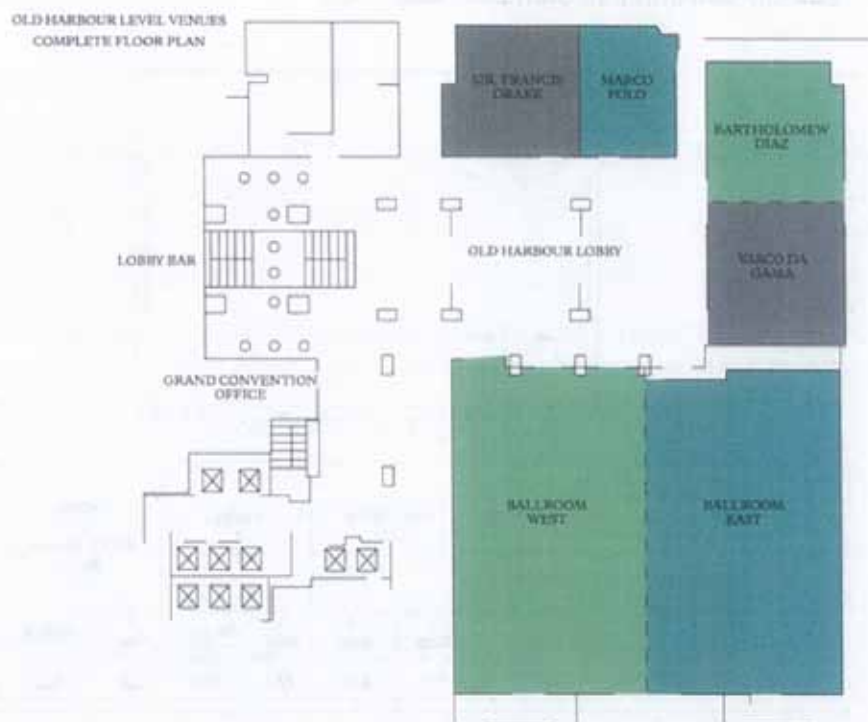 OLD HARBOUR LEVEL VENUES
COMPLETE FLOOR PLAN
SIR FRANCIS
DRAKE
MARCO
POLO
BARTHOLOMEW
DIAZ
LOBBY BAR
OLD HARBOUR LOBBY
VASCO DA
GAMA
GRAND CONVENTION
OFFICE
BALLROOM
WEST
BALLROOM
EAST